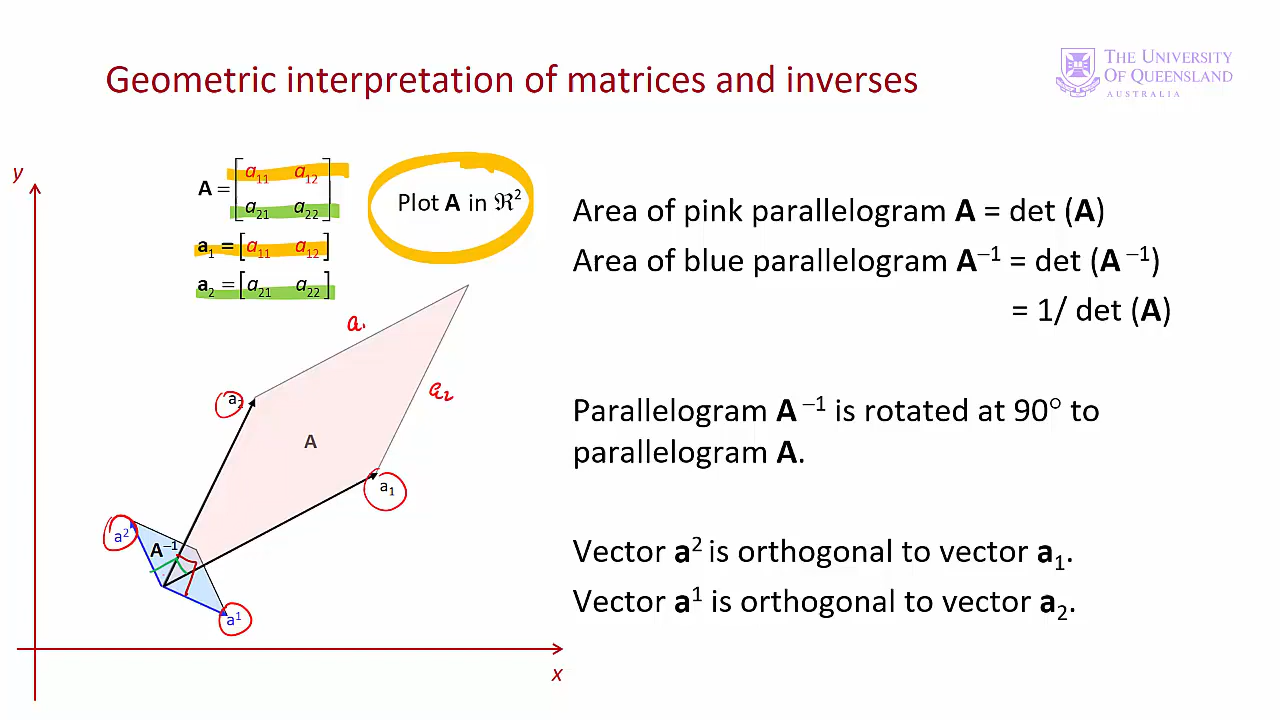 Geometric interpretation of matrices and inverses
THE UNIVERSITY
OF QUEENSLAND
AUSTRALIA
y
A = [a₁₁ a₁₂
a₂₁ a₂₂]
a₁ = [a₁₁ a₁₂]
a₂ = [a₂₁ a₂₂]
Plot A in ℜ²
Area of pink parallelogram A = det (A)
Area of blue parallelogram A⁻¹ = det (A ⁻¹)
= 1/ det (A)
a₁
a₂
a₂
A
a₁
a²
A⁻¹
a¹
x
Parallelogram A ⁻¹ is rotated at 90° to
parallelogram A.
Vector a² is orthogonal to vector a₁.
Vector a¹ is orthogonal to vector a₂.